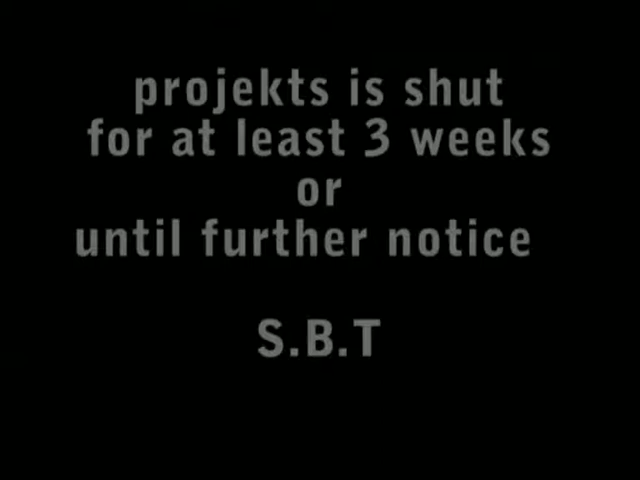 projekts is shut
for at least 3 weeks
or
until further notice
S.B.T